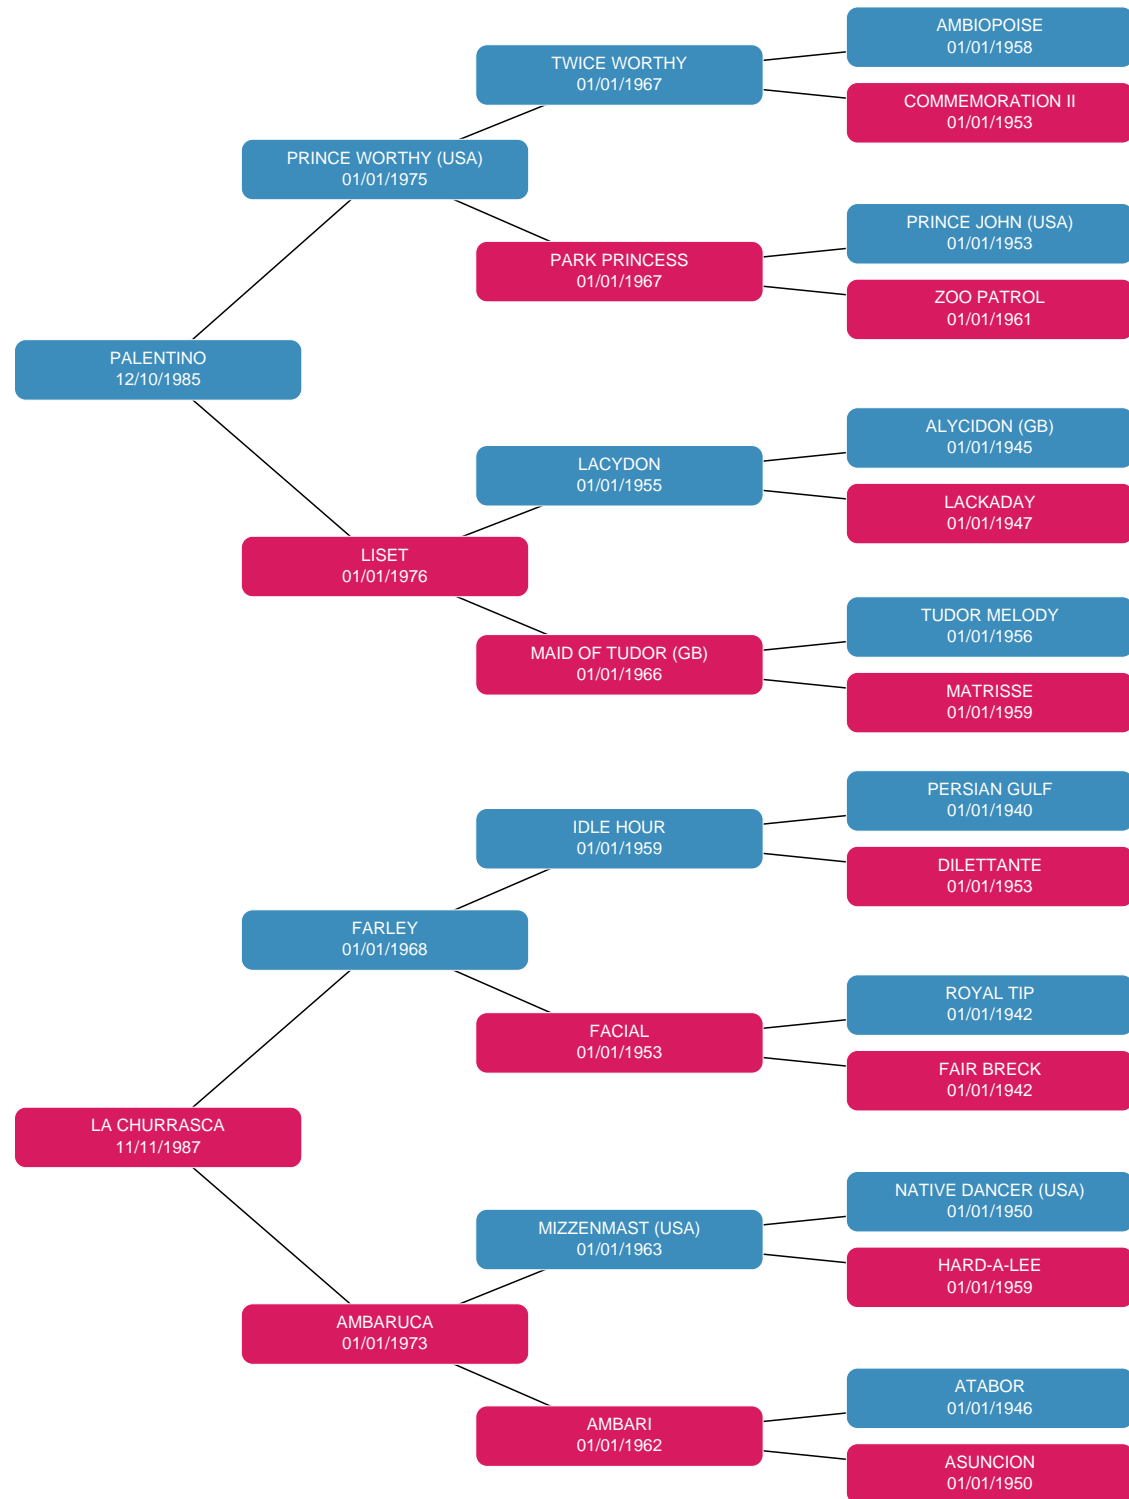 AMBIOPOISE
01/01/1958
TWICE WORTHY
01/01/1967
COMMEMORATION II
01/01/1953
PRINCE WORTHY (USA)
01/01/1975
PRINCE JOHN (USA)
01/01/1953
PARK PRINCESS
01/01/1967
ZOO PATROL
01/01/1961
PALENTINO
12/10/1985
ALYCIDON (GB)
01/01/1945
LACYDON
01/01/1955
LACKADAY
01/01/1947
LISET
01/01/1976
TUDOR MELODY
01/01/1956
MAID OF TUDOR (GB)
01/01/1966
MATRISSE
01/01/1959
PERSIAN GULF
01/01/1940
IDLE HOUR
01/01/1959
DILETTANTE
01/01/1953
FARLEY
01/01/1968
ROYAL TIP
01/01/1942
FACIAL
01/01/1953
FAIR BRECK
01/01/1942
LA CHURRASCA
11/11/1987
NATIVE DANCER (USA)
01/01/1950
MIZZENMAST (USA)
01/01/1963
HARD-A-LEE
01/01/1959
AMBARUCA
01/01/1973
ATABOR
01/01/1946
AMBARI
01/01/1962
ASUNCION
01/01/1950